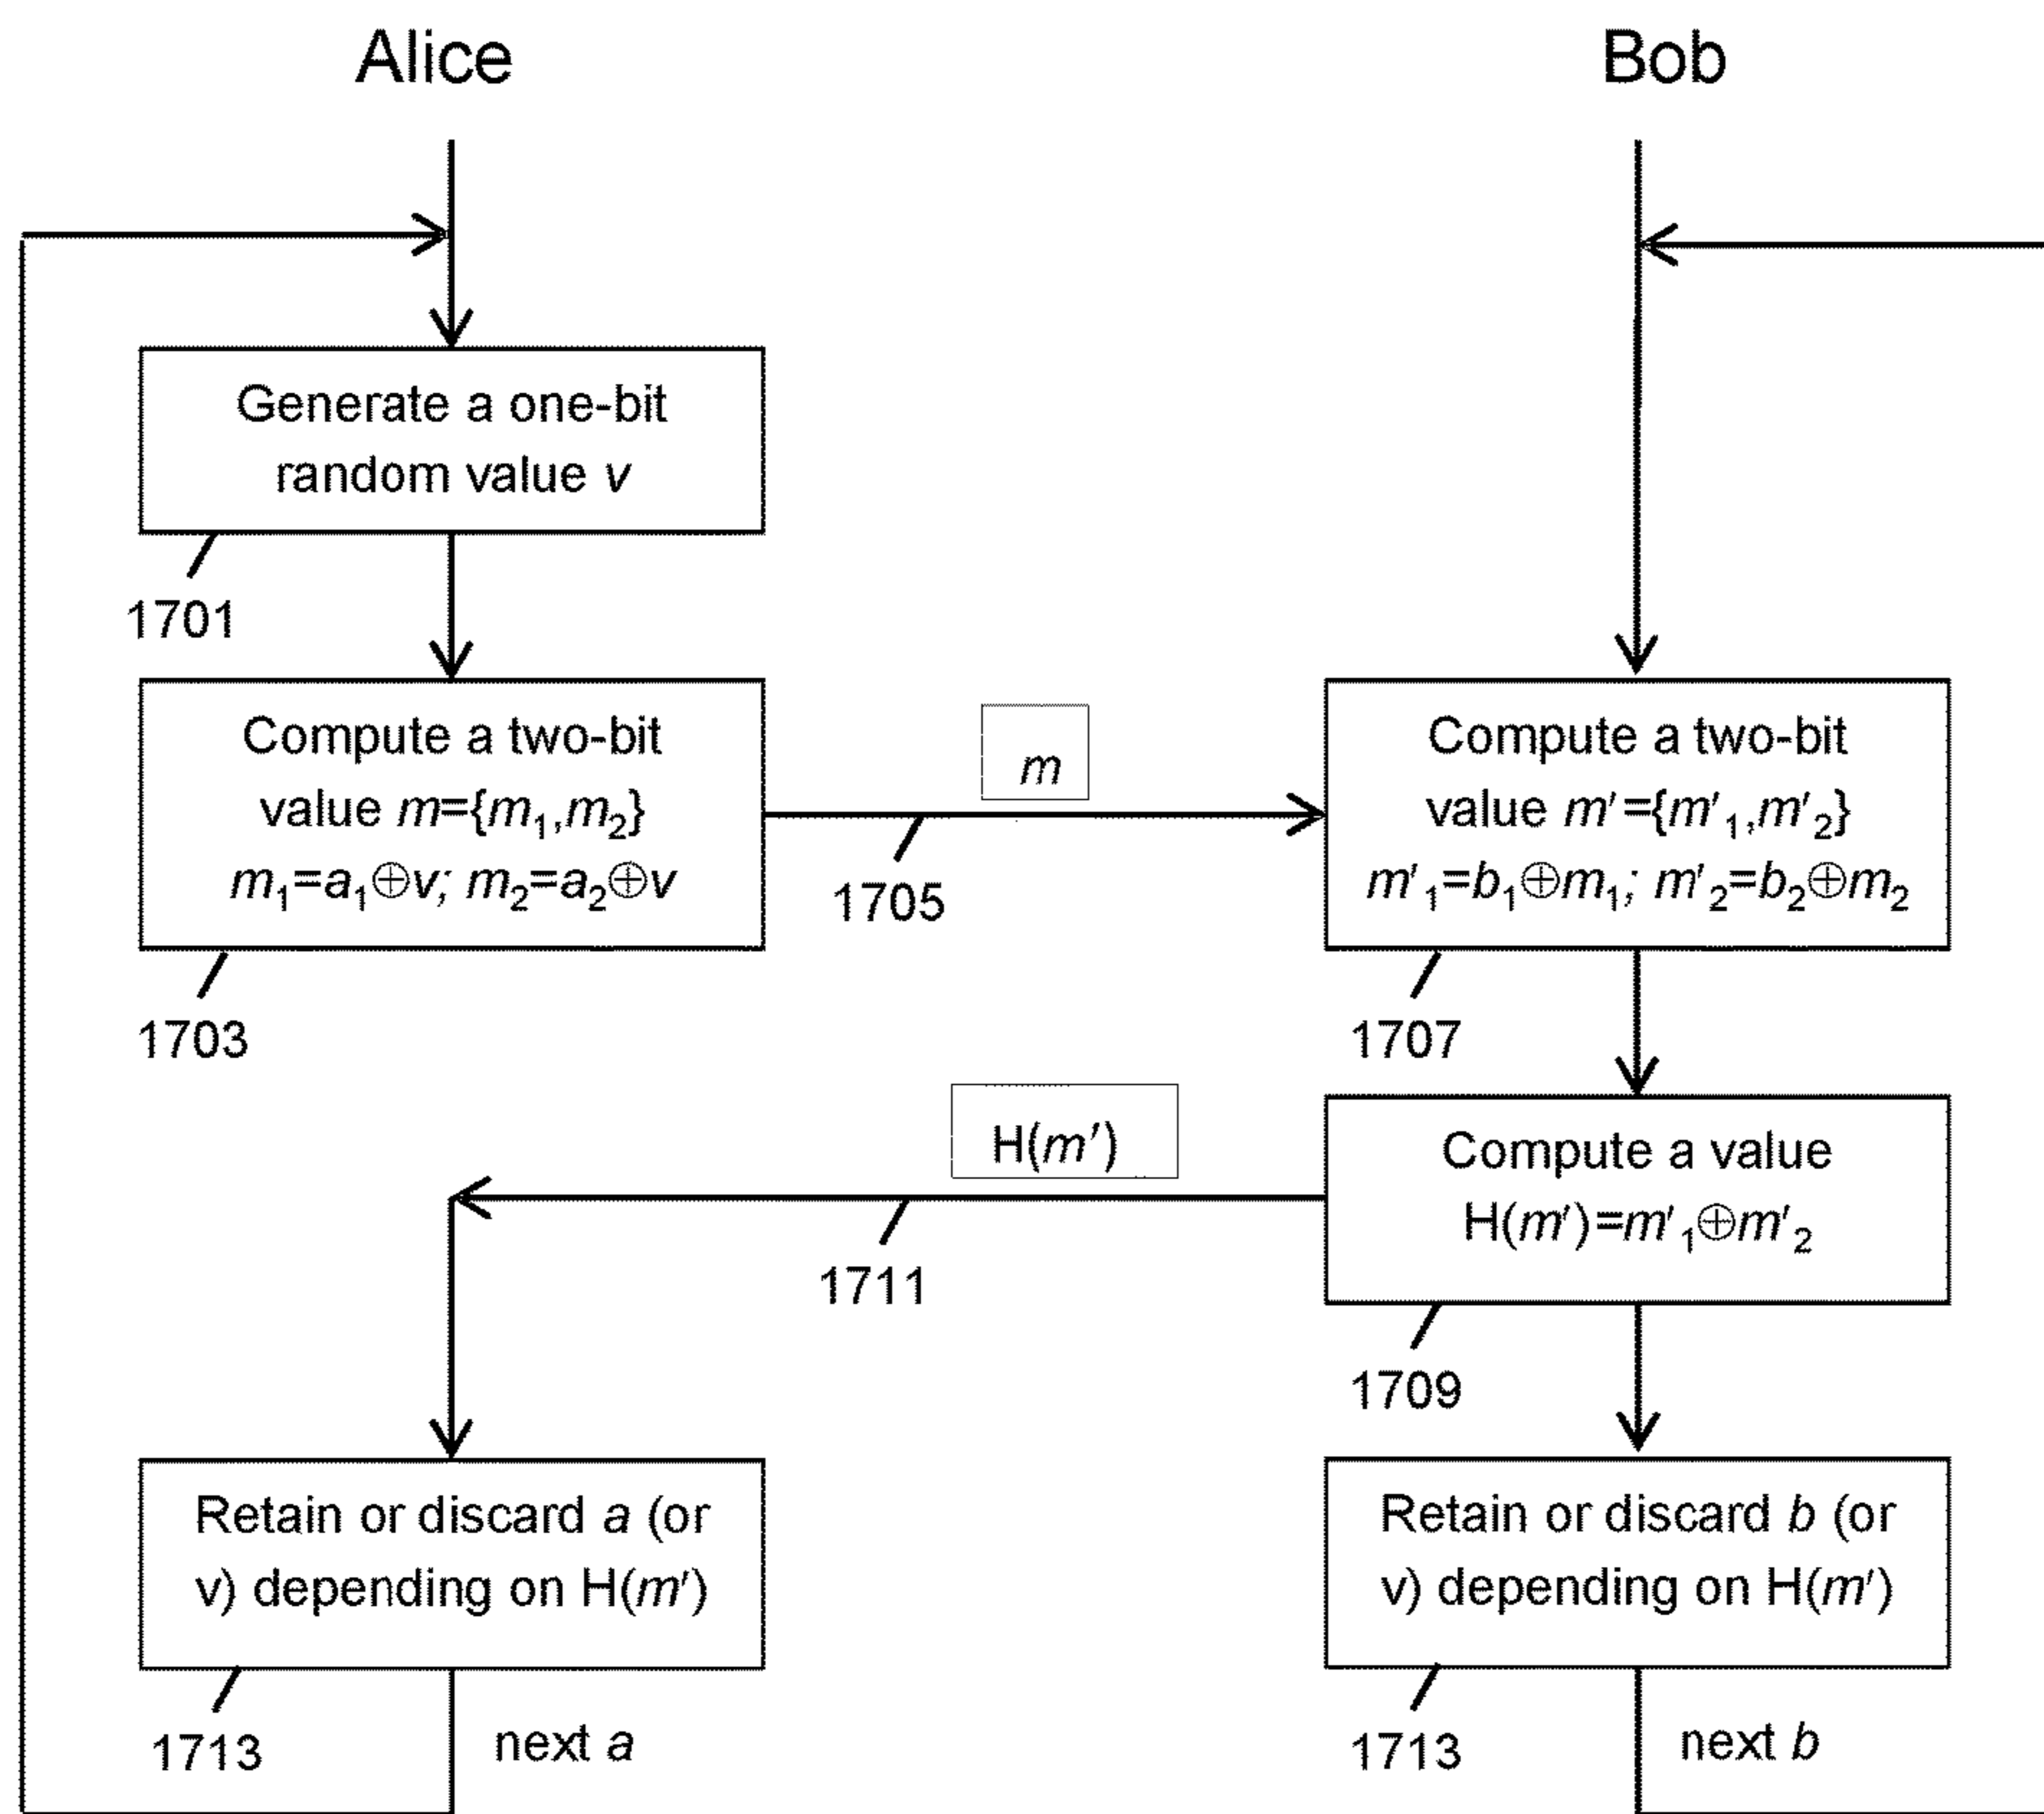 Alice
Bob
Generate a one-bit
random value v
1701
Compute a two-bit
value m={m₁,m₂}
m₁=a₁⊕v; m₂=a₂⊕v
1703
m
1705
Compute a two-bit
value m′={m′₁,m′₂}
m′₁=b₁⊕m₁; m′₂=b₂⊕m₂
1707
H(m′)
1711
Compute a value
H(m′)=m′₁⊕m′₂
1709
Retain or discard a (or
v) depending on H(m′)
1713
next a
Retain or discard b (or
v) depending on H(m′)
1713
next b